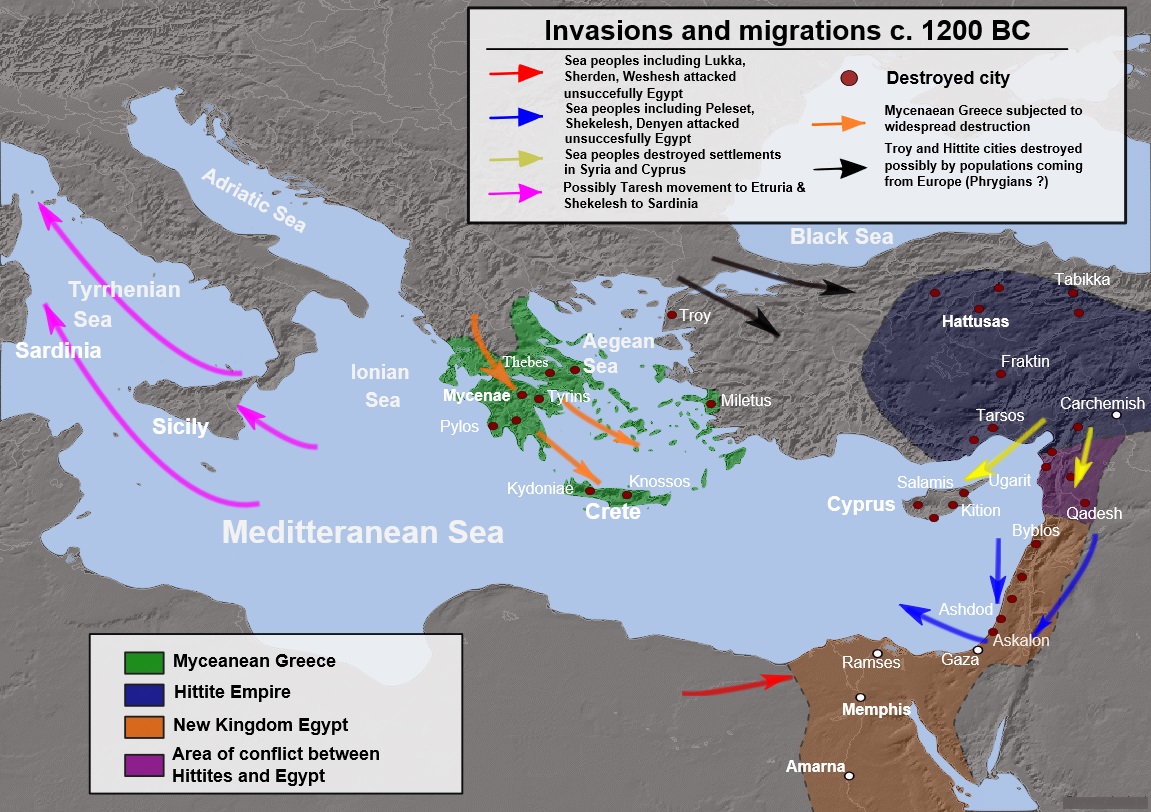 Invasions and migrations c. 1200 BC
Sea peoples including Lukka,
Sherden, Weshesh attacked
unsuccefully Egypt
Sea peoples including Peleset,
Shekelesh, Denyen attacked
unsuccesfully Egypt
Sea peoples destroyed settlements
in Syria and Cyprus
Possibly Taresh movement to Etruria &
Shekelesh to Sardinia
Destroyed city
Mycenaean Greece subjected to
widespread destruction
Troy and Hittite cities destroyed
possibly by populations coming
from Europe (Phrygians ?)
Adriatic Sea
Black Sea
Tyrrhenian
Sea
Sardinia
Tabikka
Hattusas
Troy
Aegean
Sea
Thebes
Ionian
Sea
Fraktin
Mycenae
Tyrins
Miletus
Carchemish
Sicily
Pylos
Tarsos
Kydoniae
Knossos
Crete
Salamis
Ugarit
Cyprus
Kition
Qadesh
Meditteranean Sea
Byblos
Ashdod
Askalon
Ramses
Gaza
Memphis
Amarna
Myceanean Greece
Hittite Empire
New Kingdom Egypt
Area of conflict between
Hittites and Egypt